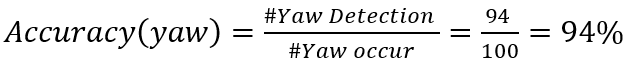 Accuracy(yaw) = #Yaw Detection / #Yaw occur = 94 / 100 = 94%